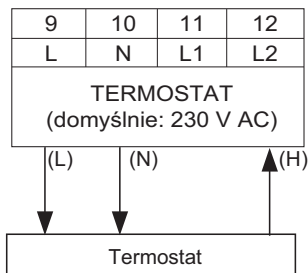 9 10 11 12
L N L1 L2
TERMOSTAT
(domyślnie: 230 V AC)
(L) (N) (H)
Termostat